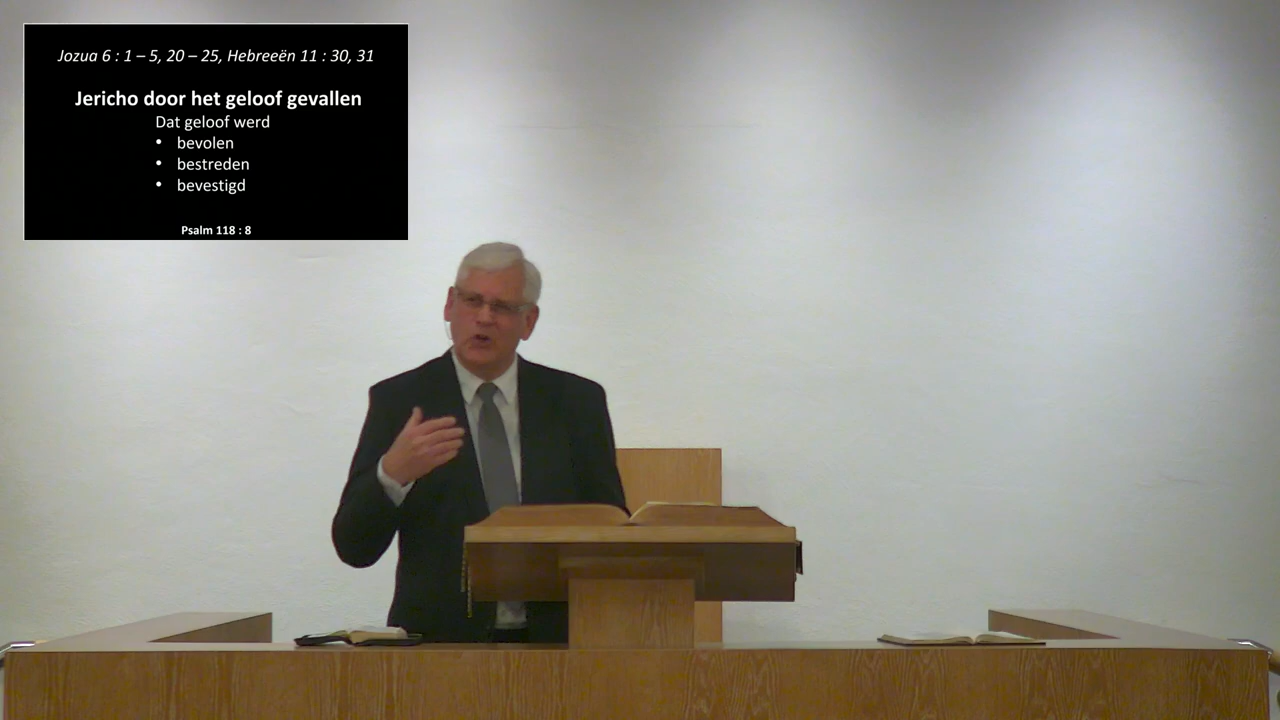 Jozua 6 : 1 – 5, 20 – 25, Hebreeën 11 : 30, 31
Jericho door het geloof gevallen
Dat geloof werd
• bevolen
• bestreden
• bevestigd
Psalm 118 : 8